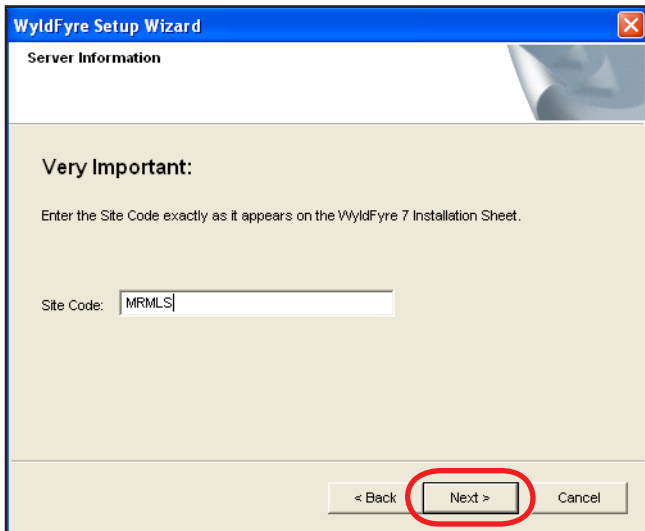 WyldFyre Setup Wizard
Server Information
Very Important:
Enter the Site Code exactly as it appears on the WyldFyre 7 Installation Sheet.
Site Code: MRMLS
< Back Next > Cancel